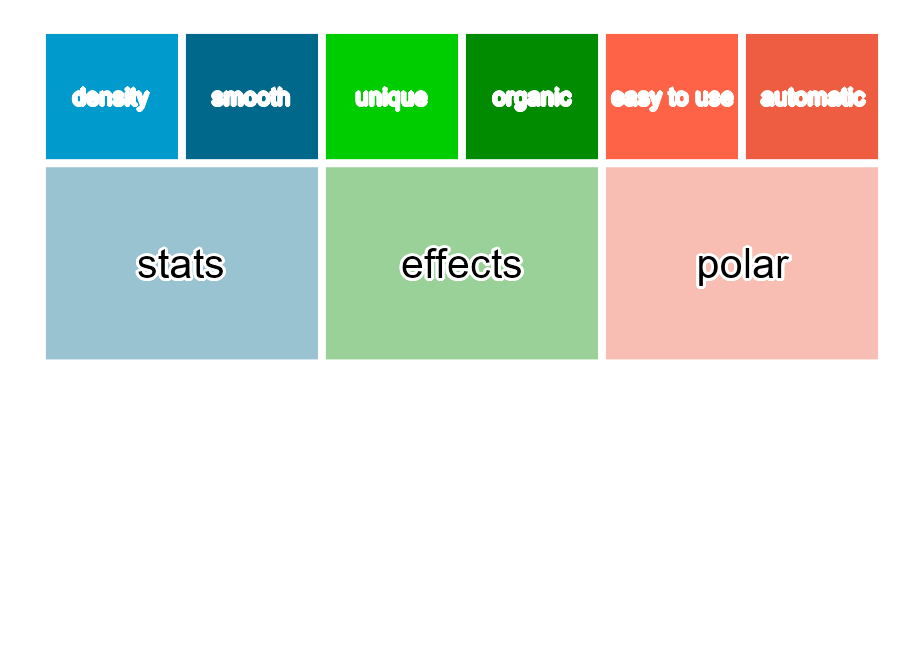 density smooth unique organic easy to use automatic
stats effects polar